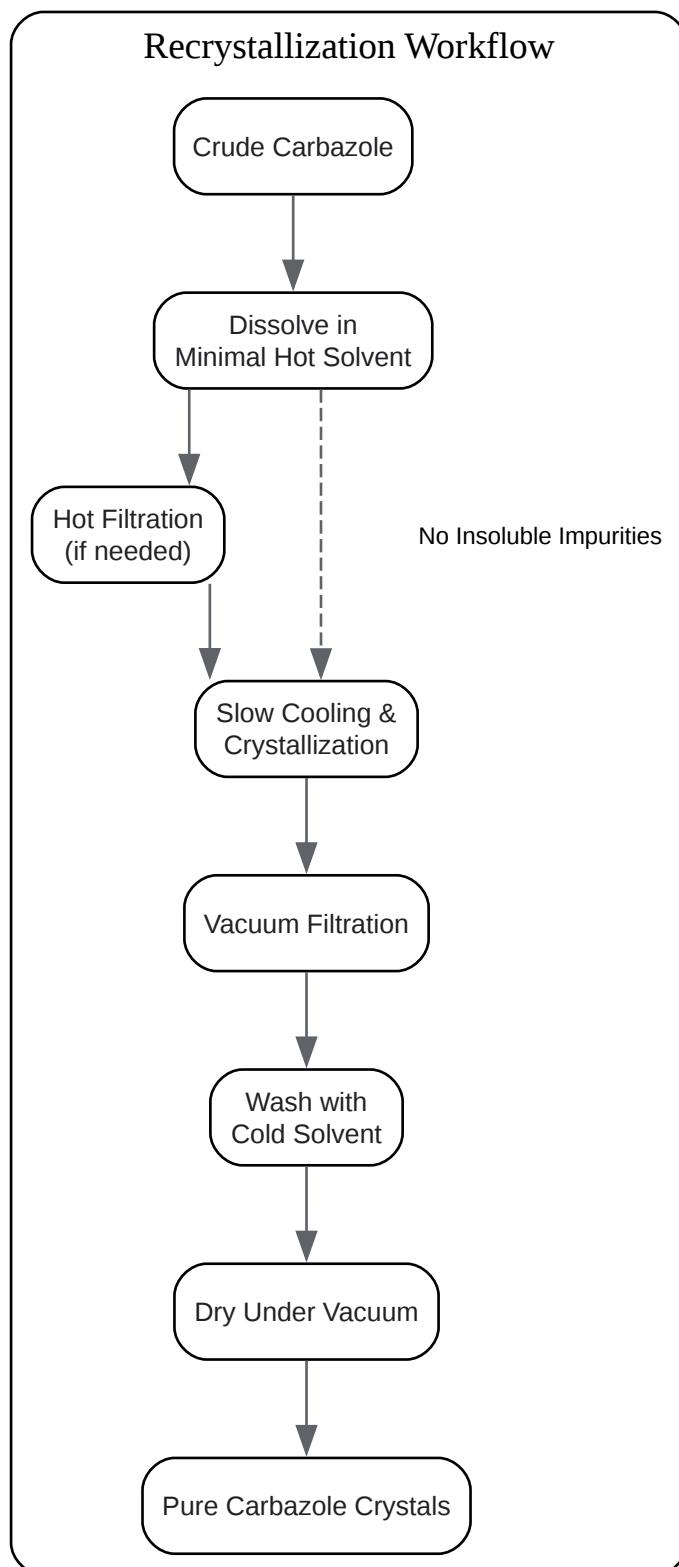 Recrystallization Workflow
Crude Carbazole
Dissolve in
Minimal Hot Solvent
Hot Filtration
(if needed)
No Insoluble Impurities
Slow Cooling &
Crystallization
Vacuum Filtration
Wash with
Cold Solvent
Dry Under Vacuum
Pure Carbazole Crystals